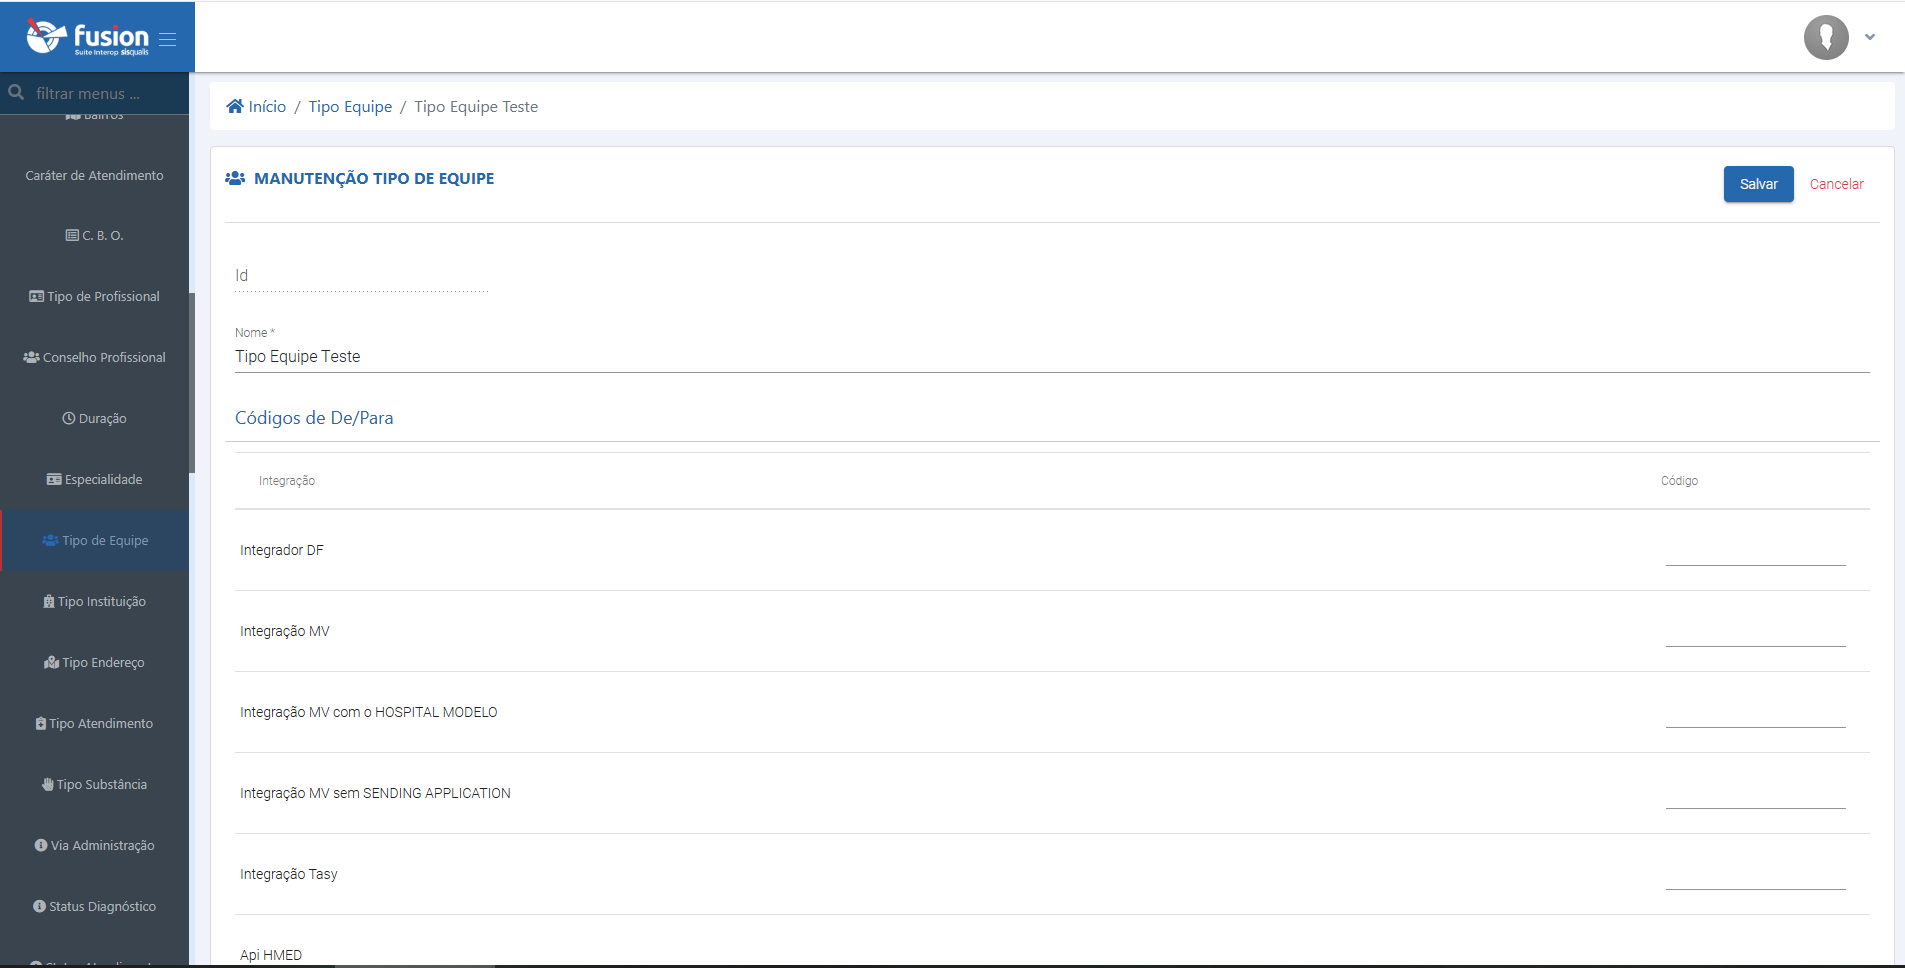 fusion
Suite Interop sisqualis
filtrar menus ...
Bairros
Caráter de Atendimento
C. B. O.
Tipo de Profissional
Conselho Profissional
Duração
Especialidade
Tipo de Equipe
Tipo Instituição
Tipo Endereço
Tipo Atendimento
Tipo Substância
Via Administração
Status Diagnóstico
Início / Tipo Equipe / Tipo Equipe Teste
MANUTENÇÃO TIPO DE EQUIPE
Salvar
Cancelar
Id
Nome *
Tipo Equipe Teste
Códigos de De/Para
Integração Código
Integrador DF
Integração MV
Integração MV com o HOSPITAL MODELO
Integração MV sem SENDING APPLICATION
Integração Tasy
Api HMED